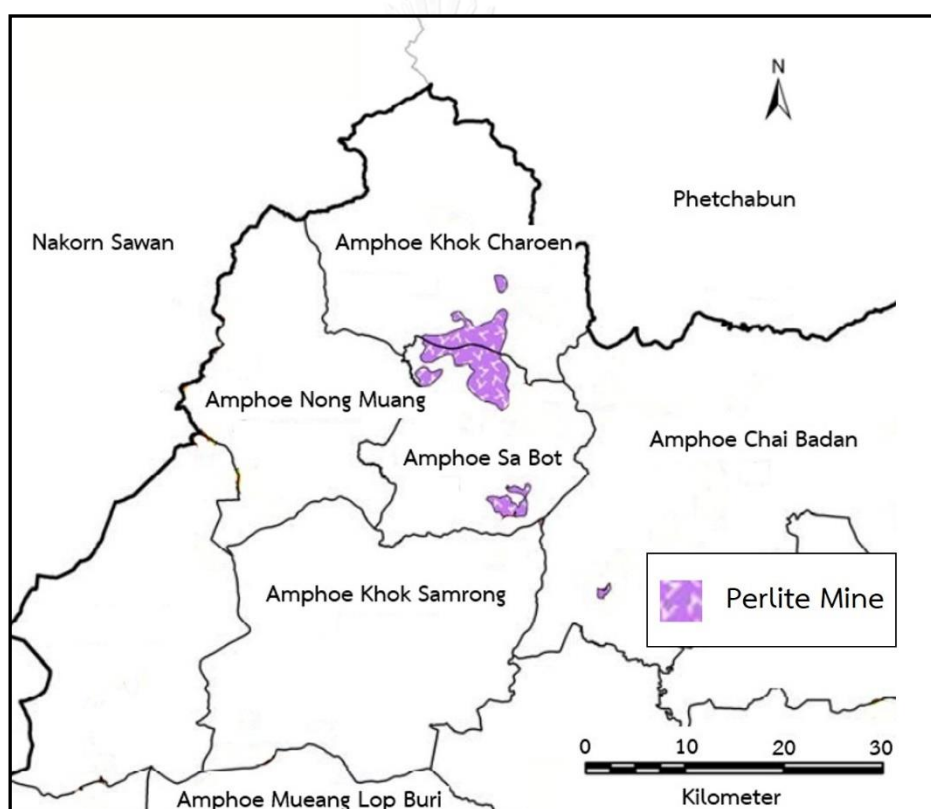 N
Phetchabun
Nakorn Sawan
Amphoe Khok Charoen
Amphoe Nong Muang
Amphoe Chai Badan
Amphoe Sa Bot
Amphoe Khok Samrong
Perlite Mine
0 10 20 30
Kilometer
Amphoe Mueang Lop Buri